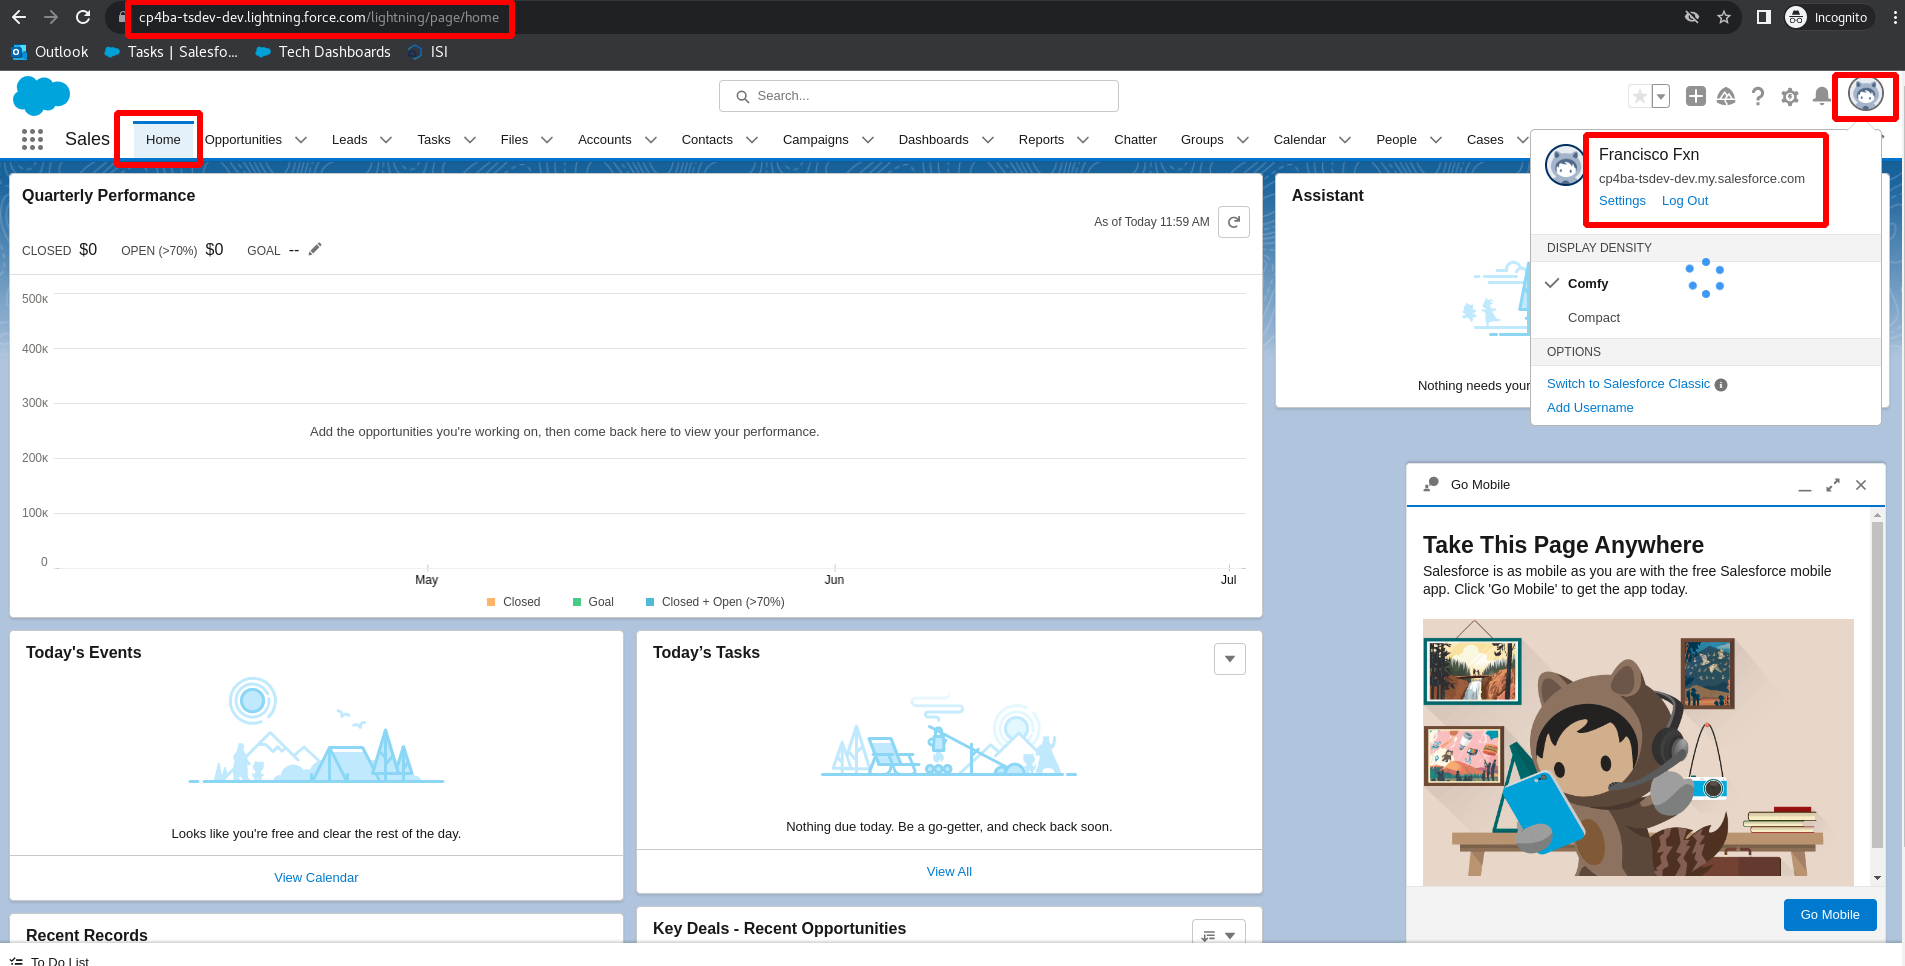 cp4ba-tsdev-dev.lightning.force.com/lightning/page/home
Incognito
Outlook
Tasks | Salesfo...
Tech Dashboards
ISI
Search...
Sales
Home
Opportunities
Leads
Tasks
Files
Accounts
Contacts
Campaigns
Dashboards
Reports
Chatter
Groups
Calendar
People
Cases
Francisco Fxn
cp4ba-tsdev-dev.my.salesforce.com
Settings
Log Out
DISPLAY DENSITY
Comfy
Compact
OPTIONS
Switch to Salesforce Classic
Add Username
Quarterly Performance
As of Today 11:59 AM
CLOSED $0 OPEN (>70%) $0 GOAL --
500K
400K
300K
200K
100K
0
Add the opportunities you're working on, then come back here to view your performance.
May
Jun
Jul
Closed
Goal
Closed + Open (>70%)
Assistant
Nothing needs your
Today's Events
Looks like you're free and clear the rest of the day.
View Calendar
Today’s Tasks
Nothing due today. Be a go-getter, and check back soon.
View All
Go Mobile
Take This Page Anywhere
Salesforce is as mobile as you are with the free Salesforce mobile
app. Click 'Go Mobile' to get the app today.
Go Mobile
Recent Records
Key Deals - Recent Opportunities
To Do List